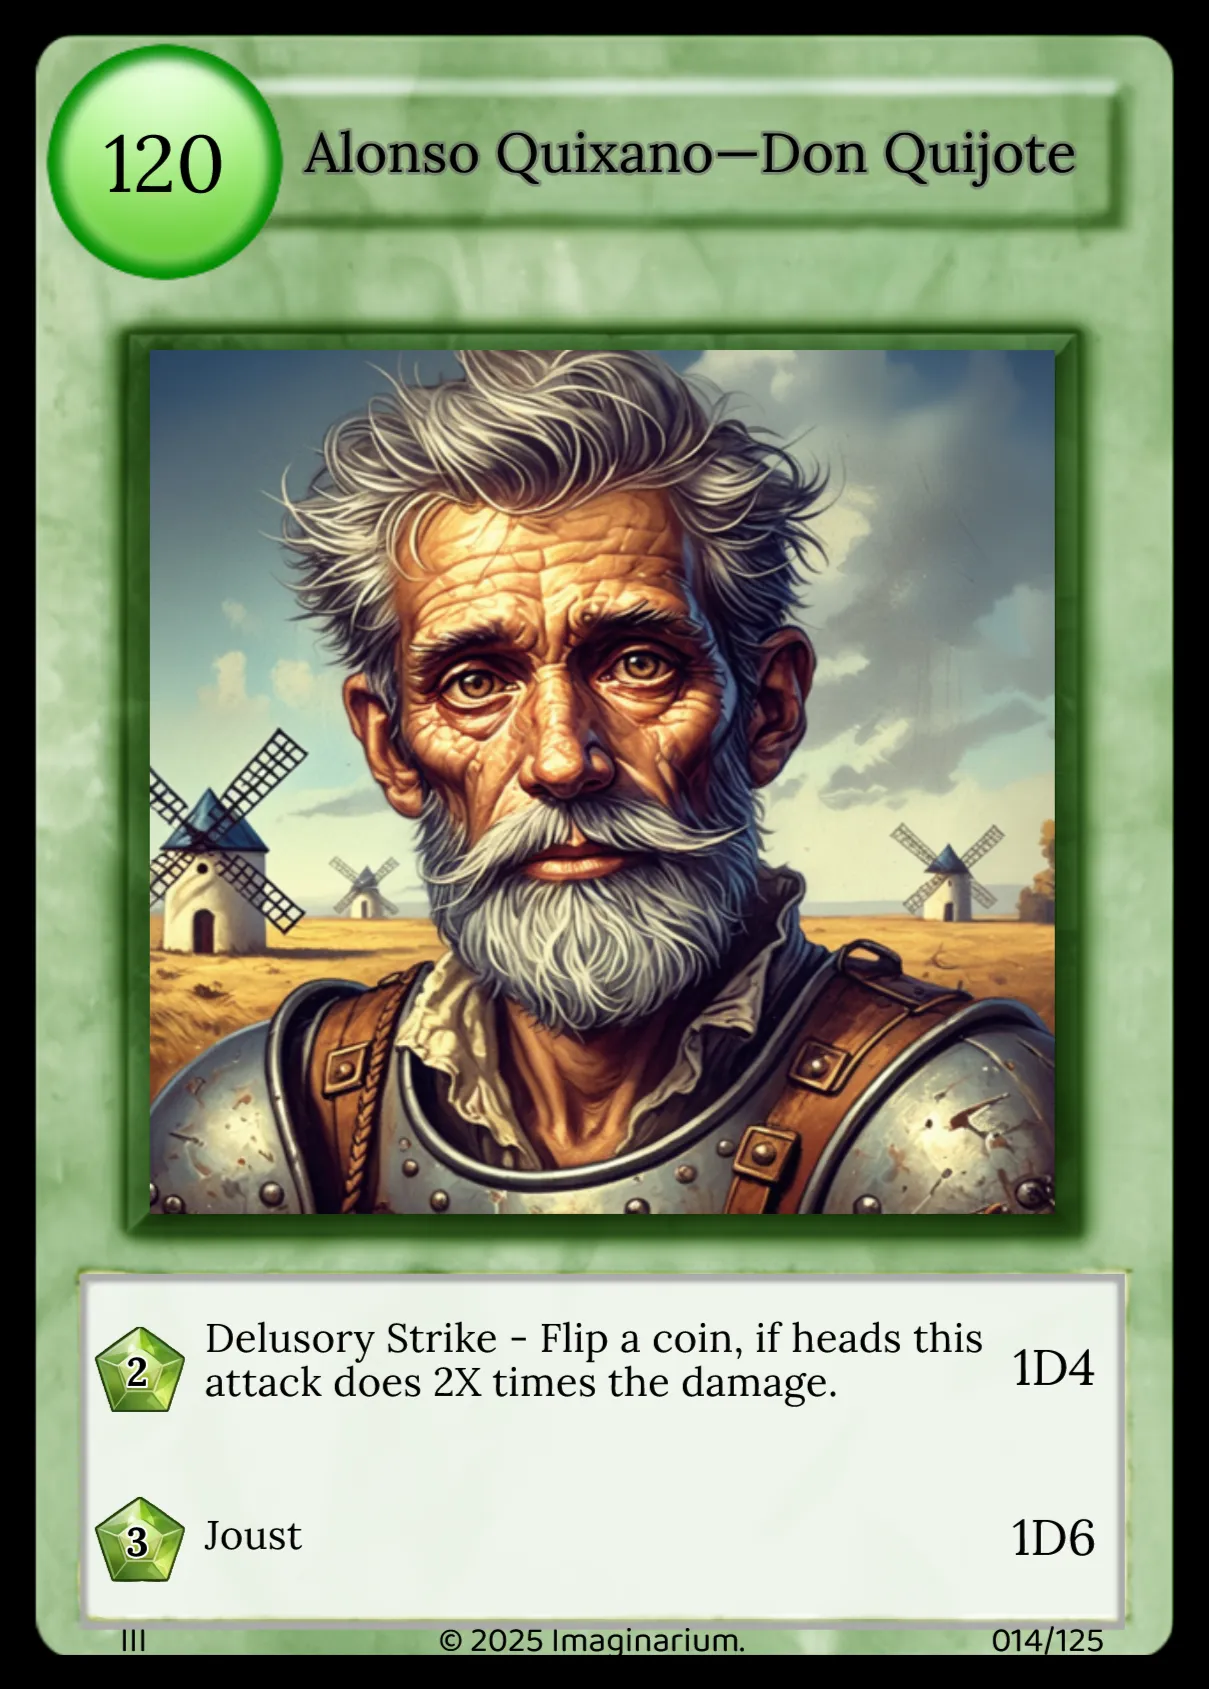 120
Alonso Quixano—Don Quijote
2
Delusory Strike - Flip a coin, if heads this
attack does 2X times the damage.
1D4
3
Joust
1D6
III
© 2025 Imaginarium.
014/125